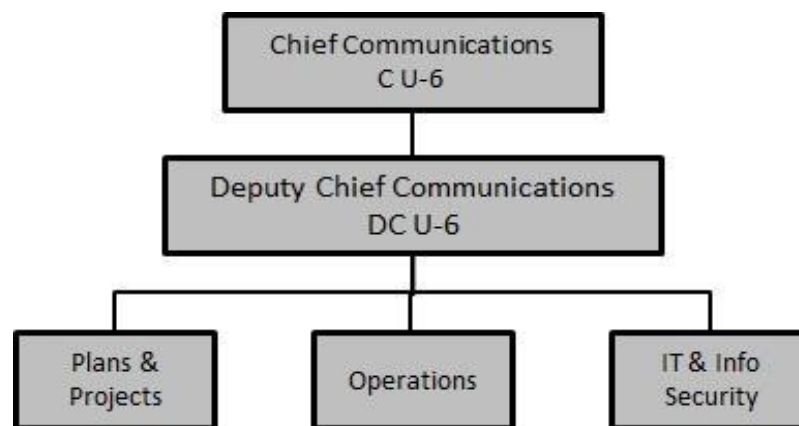 Chief Communications
C U-6
Deputy Chief Communications
DC U-6
Plans &
Projects
Operations
IT & Info
Security